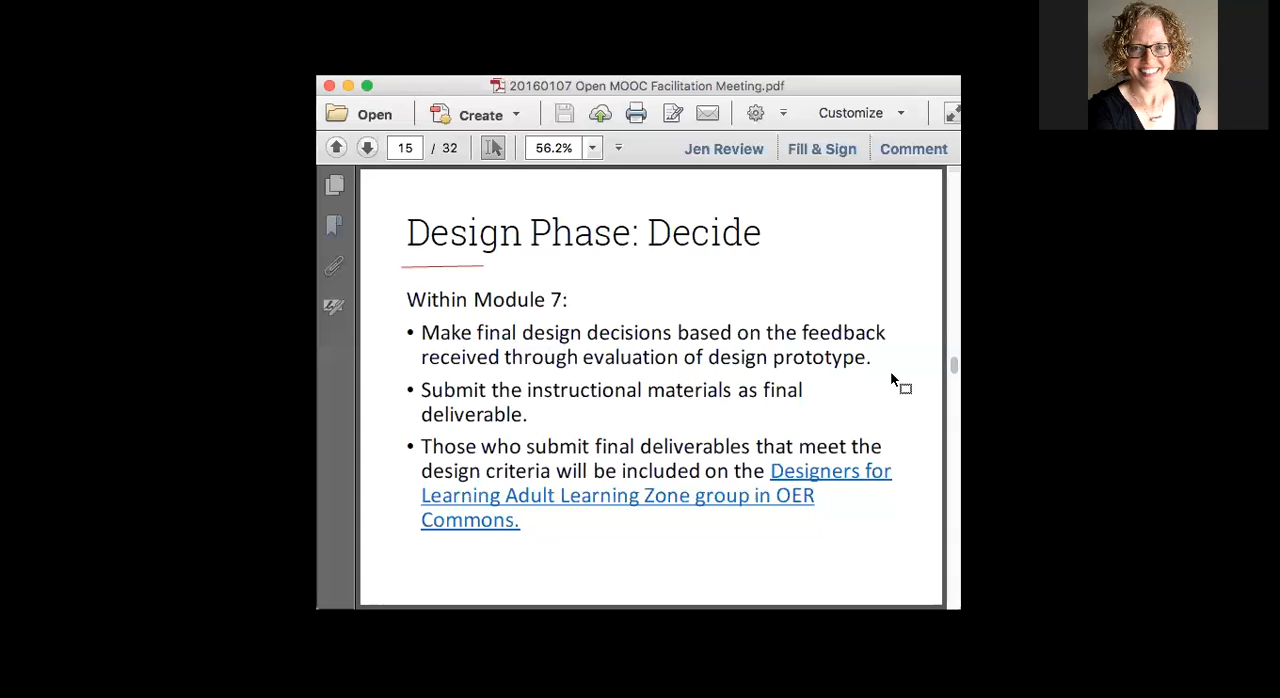 20160107 Open MOOC Facilitation Meeting.pdf
Open
Create
Customize
15 / 32
56.2%
Jen Review
Fill & Sign
Comment
Design Phase: Decide
Within Module 7:
• Make final design decisions based on the feedback
received through evaluation of design prototype.
• Submit the instructional materials as final
deliverable.
• Those who submit final deliverables that meet the
design criteria will be included on the Designers for
Learning Adult Learning Zone group in OER
Commons.